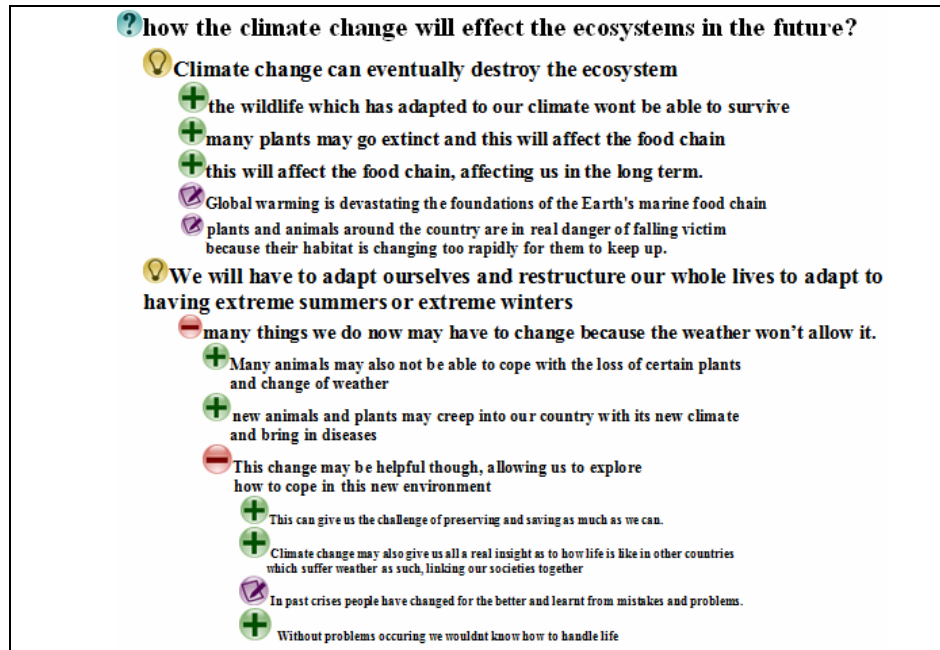 how the climate change will effect the ecosystems in the future?
Climate change can eventually destroy the ecosystem
the wildlife which has adapted to our climate wont be able to survive
many plants may go extinct and this will affect the food chain
this will affect the food chain, affecting us in the long term.
Global warming is devastating the foundations of the Earth's marine food chain
plants and animals around the country are in real danger of falling victim
because their habitat is changing too rapidly for them to keep up.
We will have to adapt ourselves and restructure our whole lives to adapt to
having extreme summers or extreme winters
many things we do now may have to change because the weather won't allow it.
Many animals may also not be able to cope with the loss of certain plants
and change of weather
new animals and plants may creep into our country with its new climate
and bring in diseases
This change may be helpful though, allowing us to explore
how to cope in this new environment
This can give us the challenge of preserving and saving as much as we can.
Climate change may also give us all a real insight as to how life is like in other countries
which suffer weather as such, linking our societies together
In past crises people have changed for the better and learnt from mistakes and problems.
Without problems occuring we wouldnt know how to handle life